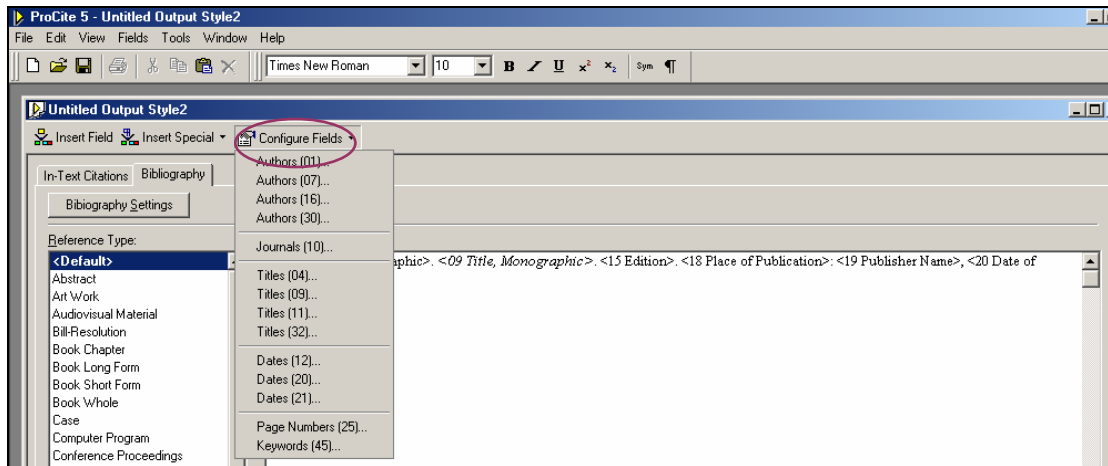 ProCite 5 - Untitled Output Style2
File Edit View Fields Tools Window Help
Times New Roman 10 B I U x² x₂ Sym ¶
Untitled Output Style2
Insert Field Insert Special Configure Fields
In-Text Citations Bibliography
Bibiography Settings
Reference Type:
<Default>
Abstract
Art Work
Audiovisual Material
Bill-Resolution
Book Chapter
Book Long Form
Book Short Form
Book Whole
Case
Computer Program
Conference Proceedings
Authors (01)...
Authors (07)...
Authors (16)...
Authors (30)...
Journals (10)...
Titles (04)...
Titles (09)...
Titles (11)...
Titles (32)...
Dates (12)...
Dates (20)...
Dates (21)...
Page Numbers (25)...
Keywords (45)...
aphic>. <09 Title, Monographic>. <15 Edition>. <18 Place of Publication>: <19 Publisher Name>, <20 Date of